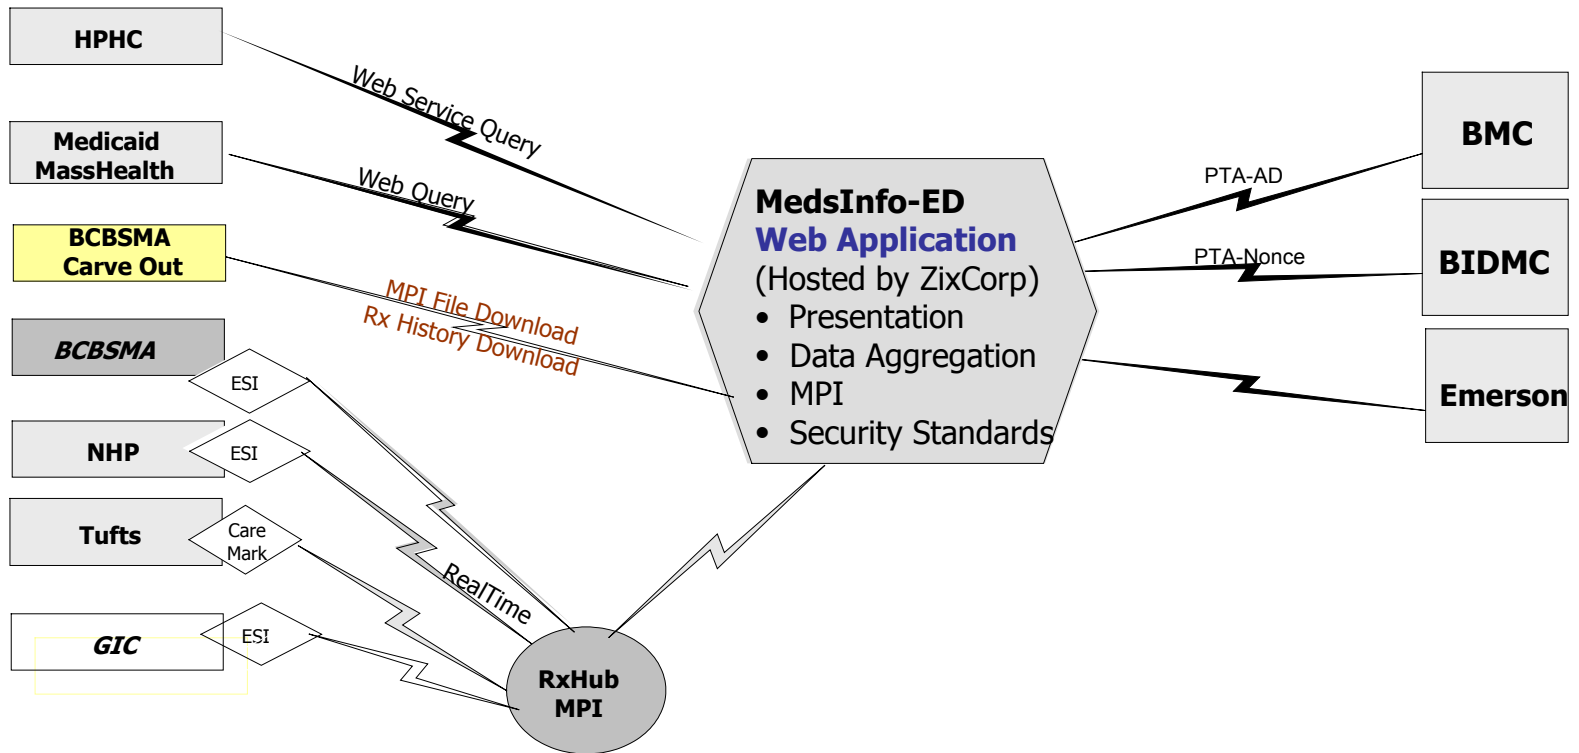 HPHC
Web Service Query
Medicaid
MassHealth
Web Query
BCBSMA
Carve Out
MPI File Download
Rx History Download
BCBSMA
ESI
NHP
ESI
Tufts
Care
Mark
RealTime
GIC
ESI
RxHub
MPI
MedsInfo-ED
Web Application
(Hosted by ZixCorp)
• Presentation
• Data Aggregation
• MPI
• Security Standards
PTA-AD
BMC
PTA-Nonce
BIDMC
Emerson